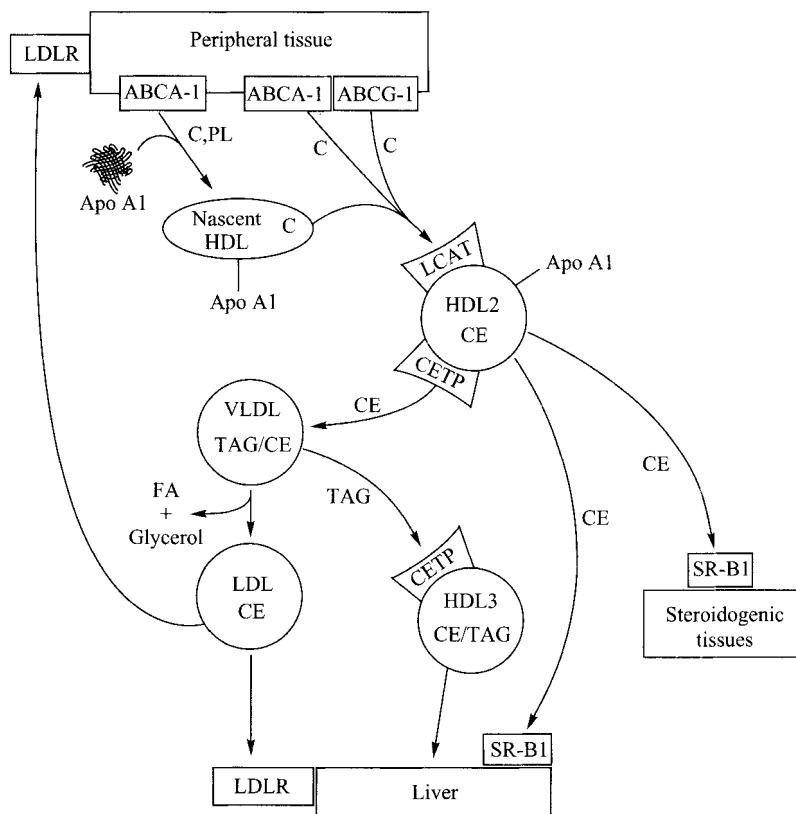 Peripheral tissue
LDLR
ABCA-1
ABCA-1
ABCG-1
C,PL
C
C
Apo A1
Nascent C
HDL
LCAT
Apo A1
Apo A1
HDL2
CE
CETP
CE
VLDL
TAG/CE
CE
FA
+
Glycerol
TAG
CE
CETP
SR-B1
LDL
CE
HDL3
CE/TAG
Steroidogenic
tissues
SR-B1
LDLR
Liver